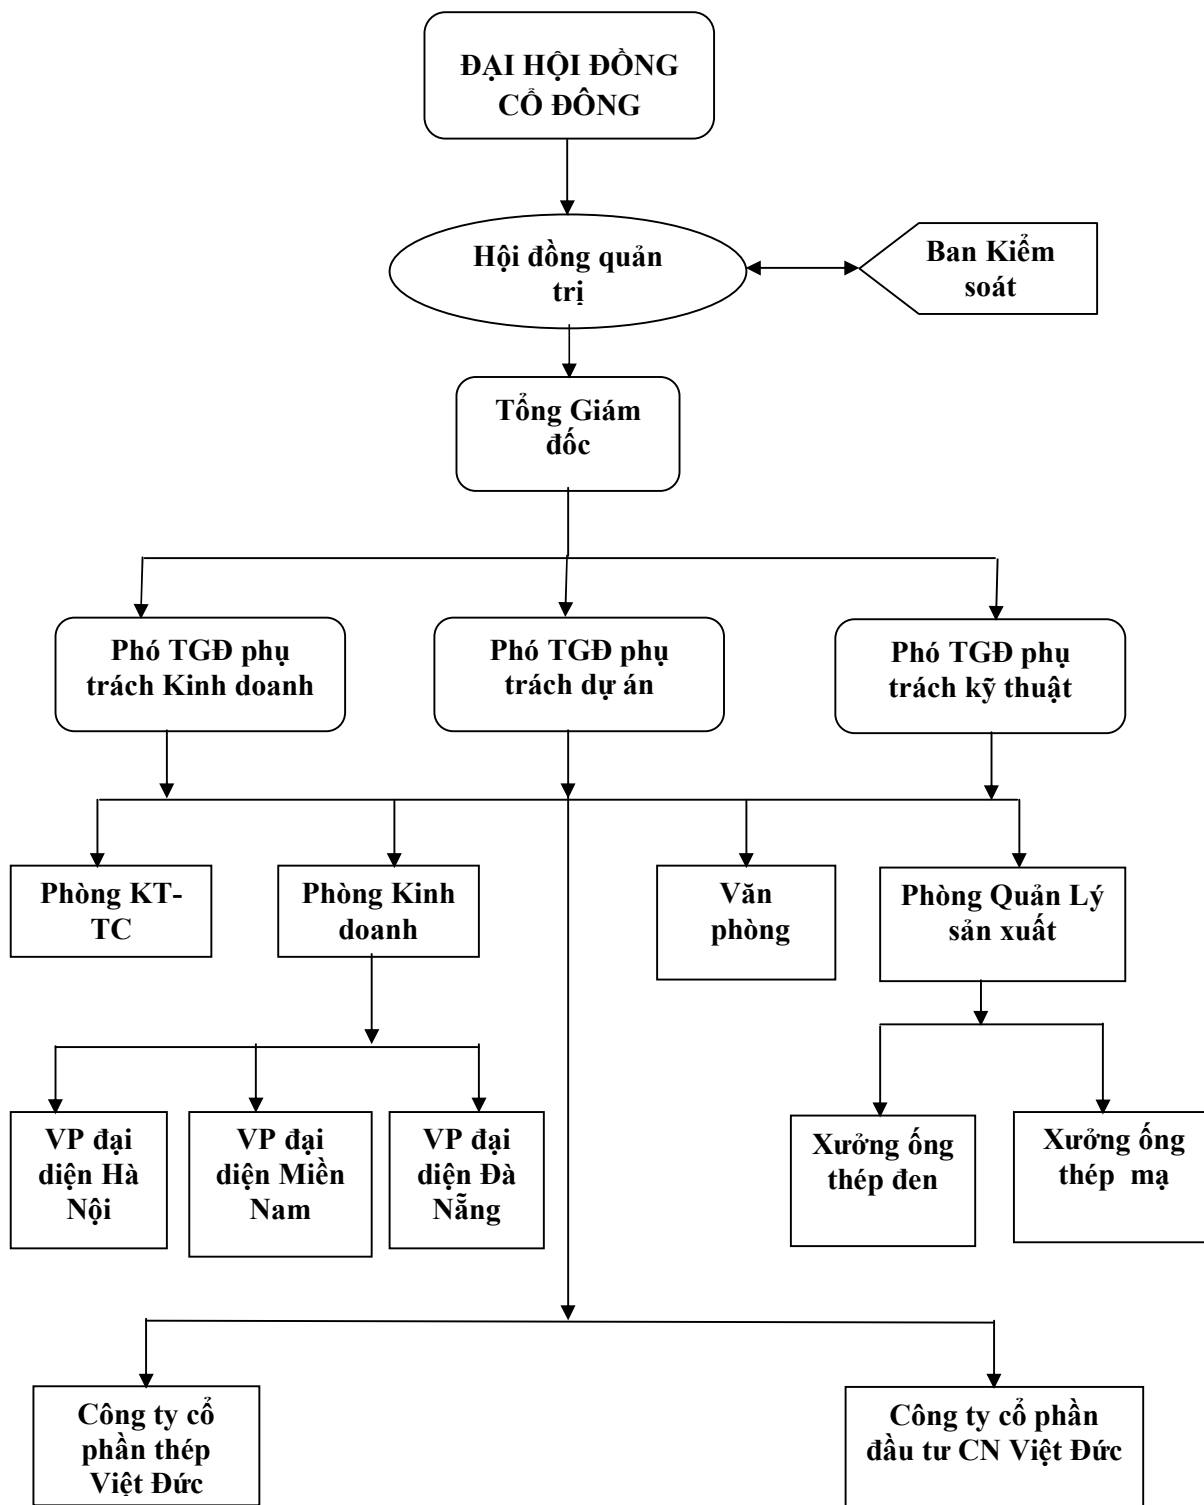 ĐẠI HỘI ĐỒNG
CỔ ĐÔNG
Hội đồng quản
trị
Ban Kiểm
soát
Tổng Giám
đốc
Phó TGĐ phụ
trách Kinh doanh
Phó TGĐ phụ
trách dự án
Phó TGĐ phụ
trách kỹ thuật
Phòng KT-
TC
Phòng Kinh
doanh
Văn
phòng
Phòng Quản Lý
sản xuất
VP đại
diện Hà
Nội
VP đại
diện Miền
Nam
VP đại
diện Đà
Nẵng
Xưởng ống
thép đen
Xưởng ống
thép mạ
Công ty cổ
phần thép
Việt Đức
Công ty cổ phần
đầu tư CN Việt Đức